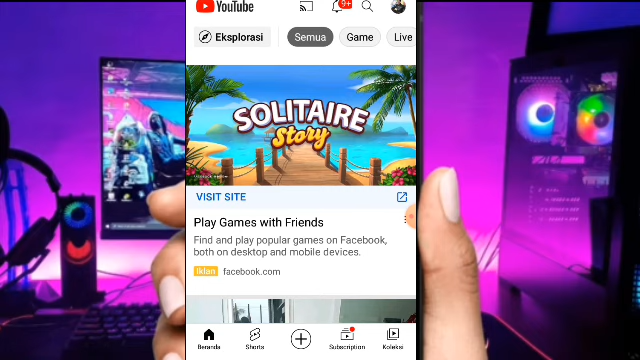 YouTube
9+
Eksplorasi
Semua
Game
Live
SOLITAIRE
Story
VISIT SITE
Play Games with Friends
Find and play popular games on Facebook,
both on desktop and mobile devices.
Iklan facebook.com
Beranda
Shorts
Subscription
Koleksi